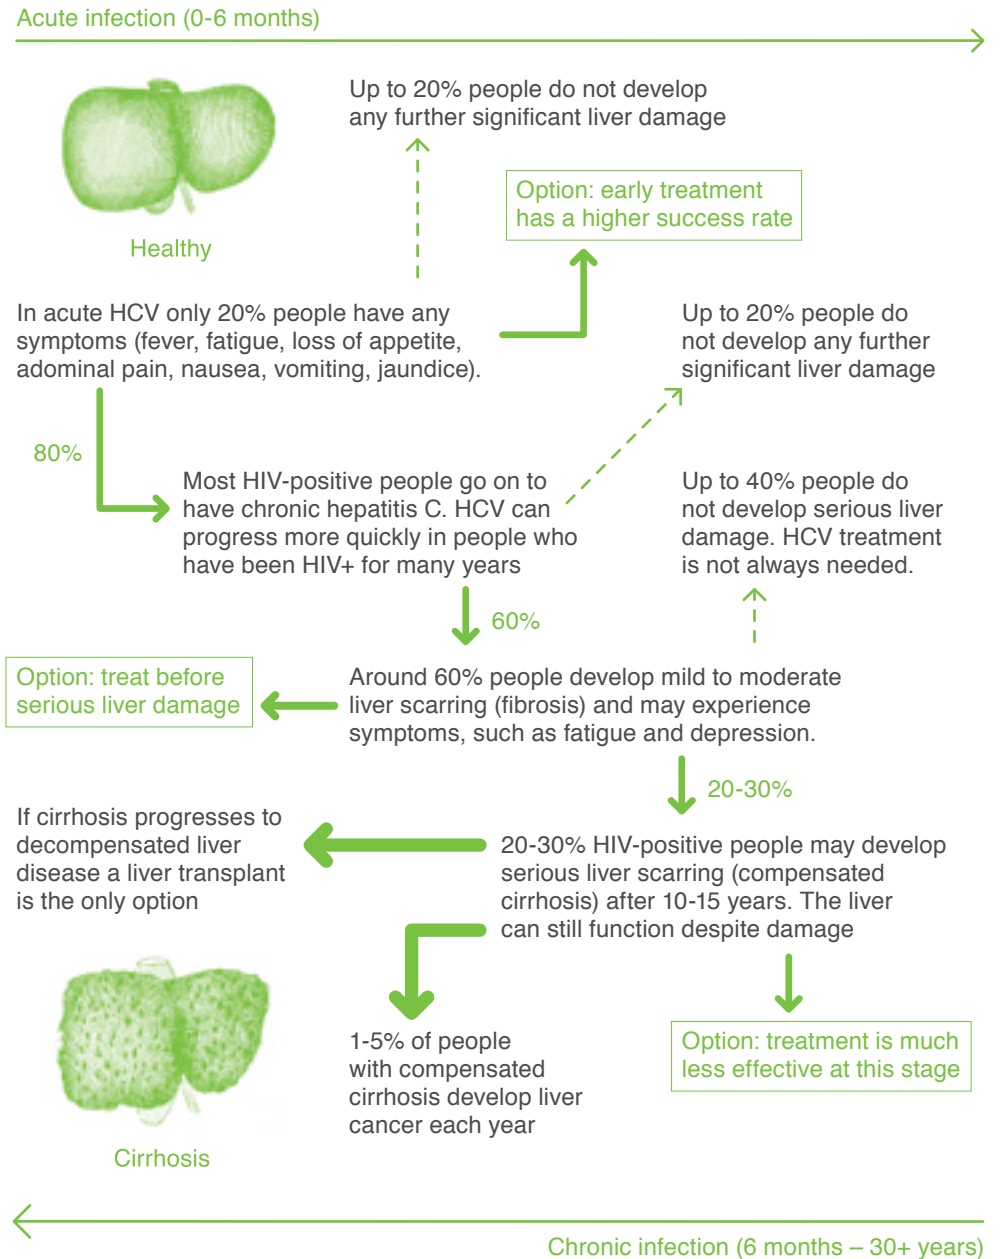 Acute infection (0-6 months)
Up to 20% people do not develop
any further significant liver damage
Option: early treatment
has a higher success rate
Healthy
In acute HCV only 20% people have any
symptoms (fever, fatigue, loss of appetite,
adominal pain, nausea, vomiting, jaundice).
Up to 20% people do
not develop any further
significant liver damage
80%
Most HIV-positive people go on to
have chronic hepatitis C. HCV can
progress more quickly in people who
have been HIV+ for many years
Up to 40% people do
not develop serious liver
damage. HCV treatment
is not always needed.
60%
Option: treat before
serious liver damage
Around 60% people develop mild to moderate
liver scarring (fibrosis) and may experience
symptoms, such as fatigue and depression.
20-30%
If cirrhosis progresses to
decompensated liver
disease a liver transplant
is the only option
20-30% HIV-positive people may develop
serious liver scarring (compensated
cirrhosis) after 10-15 years. The liver
can still function despite damage
1-5% of people
with compensated
cirrhosis develop liver
cancer each year
Option: treatment is much
less effective at this stage
Cirrhosis
Chronic infection (6 months – 30+ years)